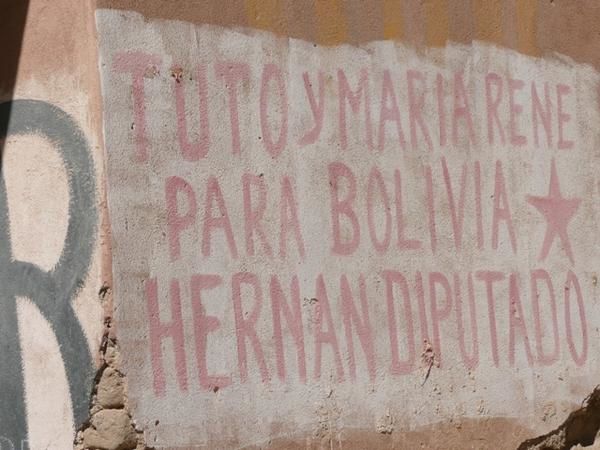 TUTO y MARIA RENE
PARA BOLIVIA
HERNAN DIPUTADO